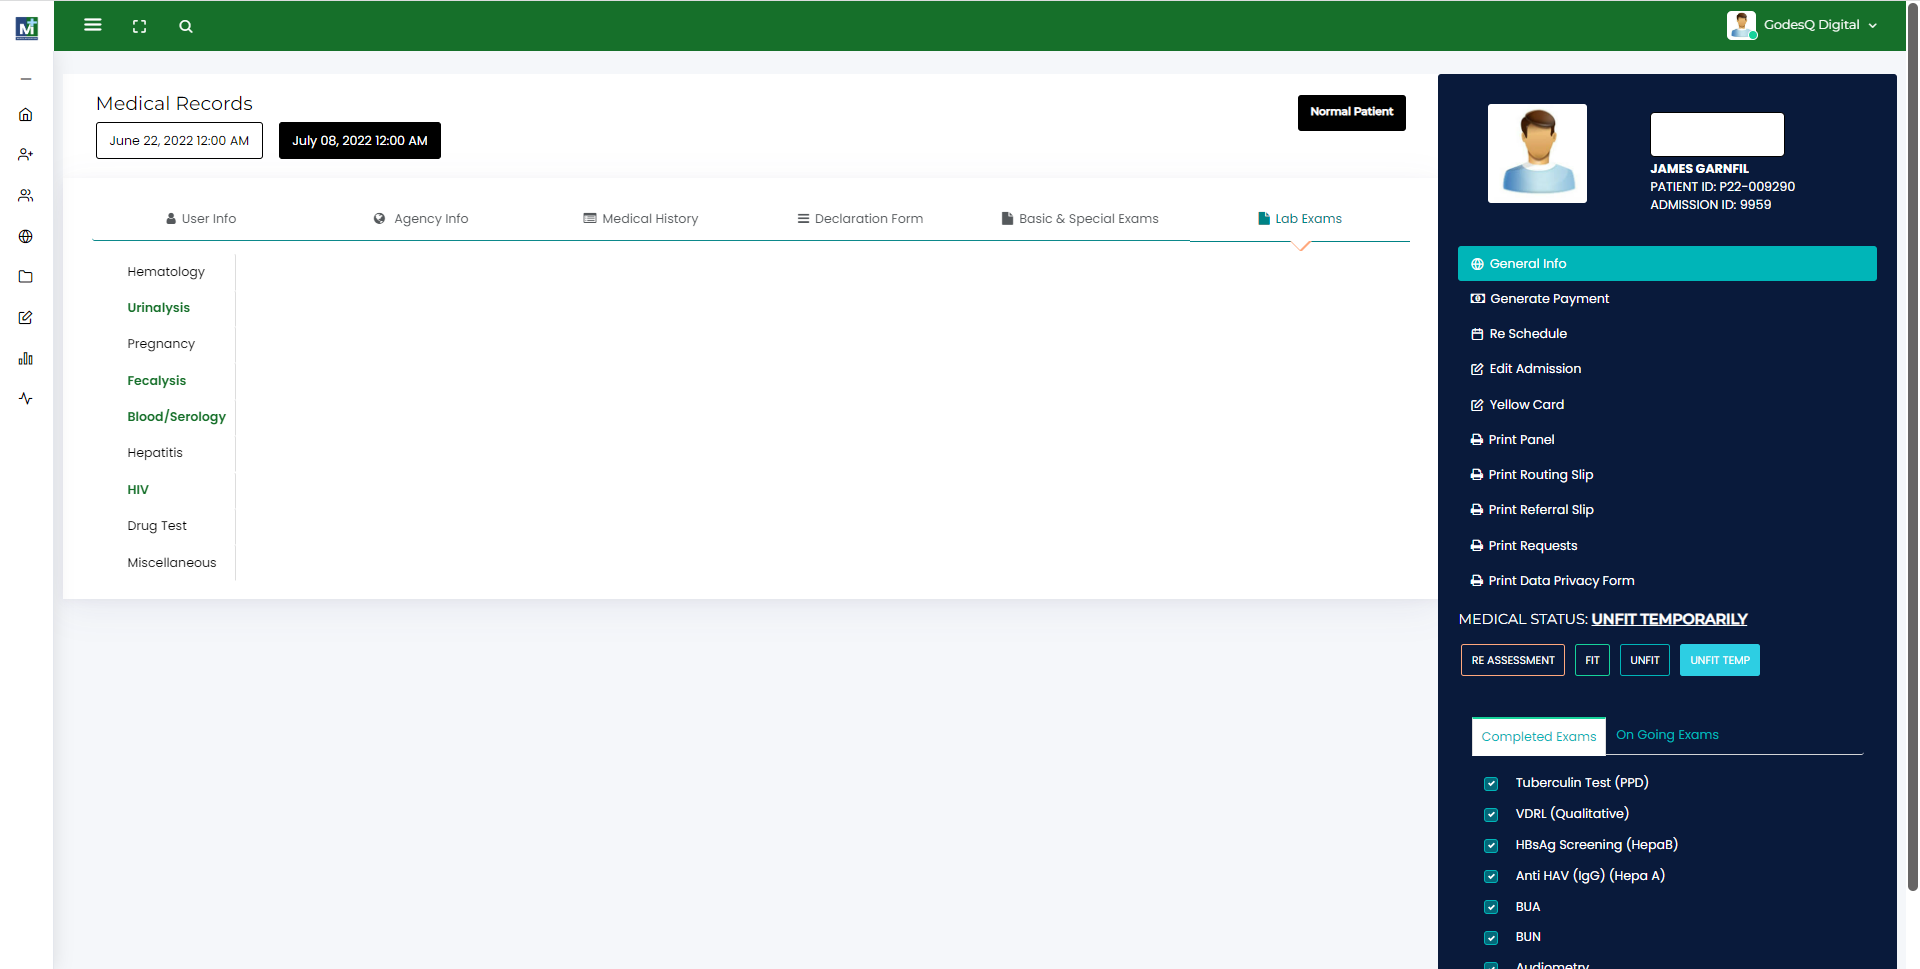 M
GodesQ Digital
Medical Records
June 22, 2022 12:00 AM
July 08, 2022 12:00 AM
Normal Patient
User Info
Agency Info
Medical History
Declaration Form
Basic & Special Exams
Lab Exams
Hematology
Urinalysis
Pregnancy
Fecalysis
Blood/Serology
Hepatitis
HIV
Drug Test
Miscellaneous
JAMES GARNFIL
PATIENT ID: P22-009290
ADMISSION ID: 9959
General Info
Generate Payment
Re Schedule
Edit Admission
Yellow Card
Print Panel
Print Routing Slip
Print Referral Slip
Print Requests
Print Data Privacy Form
MEDICAL STATUS: UNFIT TEMPORARILY
RE ASSESSMENT
FIT
UNFIT
UNFIT TEMP
Completed Exams
On Going Exams
Tuberculin Test (PPD)
VDRL (Qualitative)
HBsAg Screening (HepaB)
Anti HAV (IgG) (Hepa A)
BUA
BUN
Audiometry